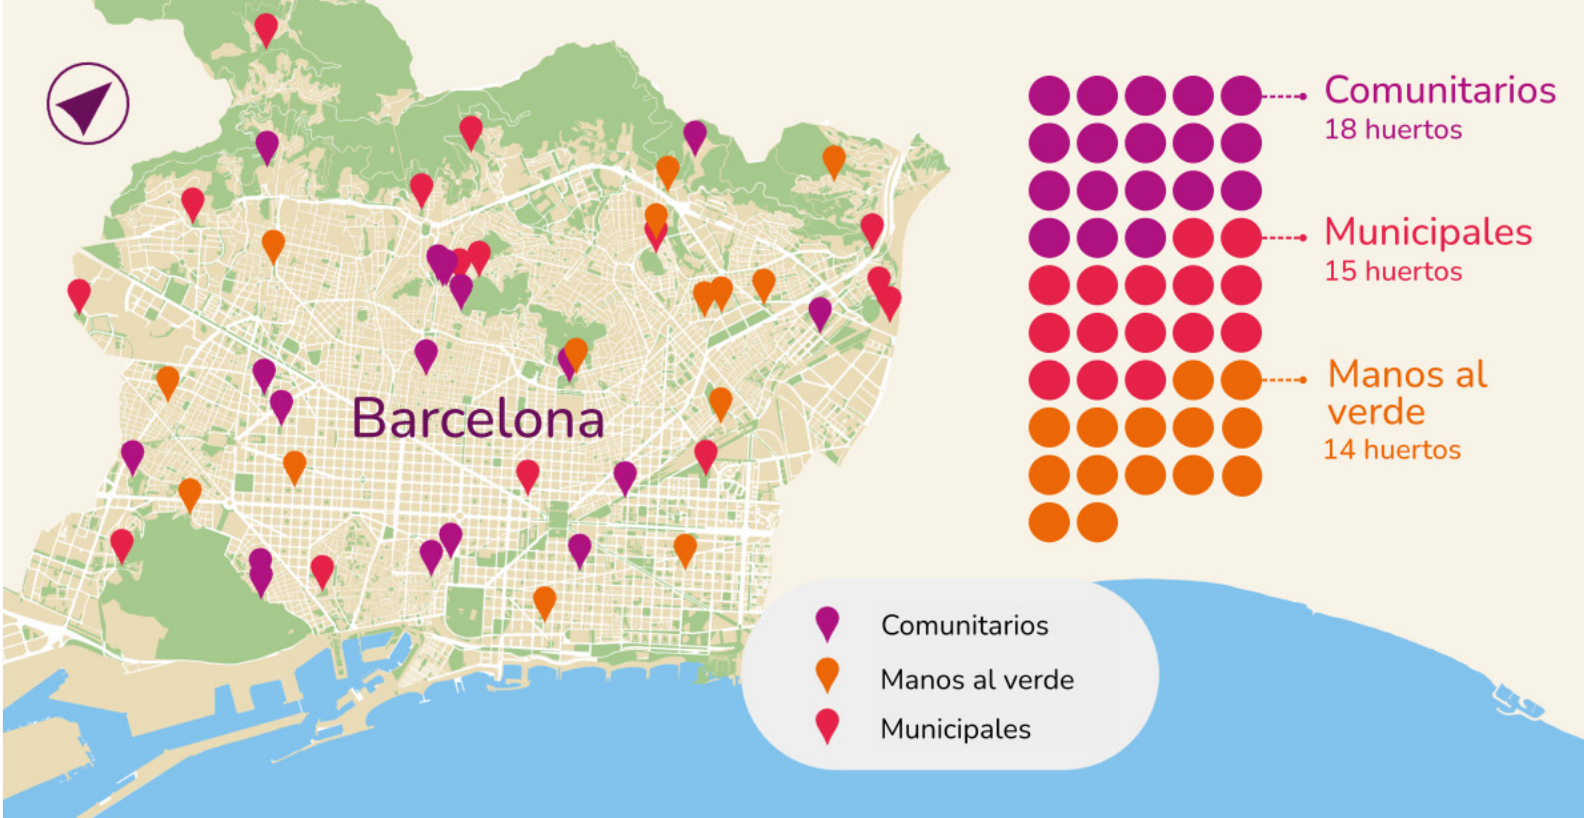 Barcelona
Comunitarios
18 huertos
Municipales
15 huertos
Manos al
verde
14 huertos
Comunitarios
Manos al verde
Municipales